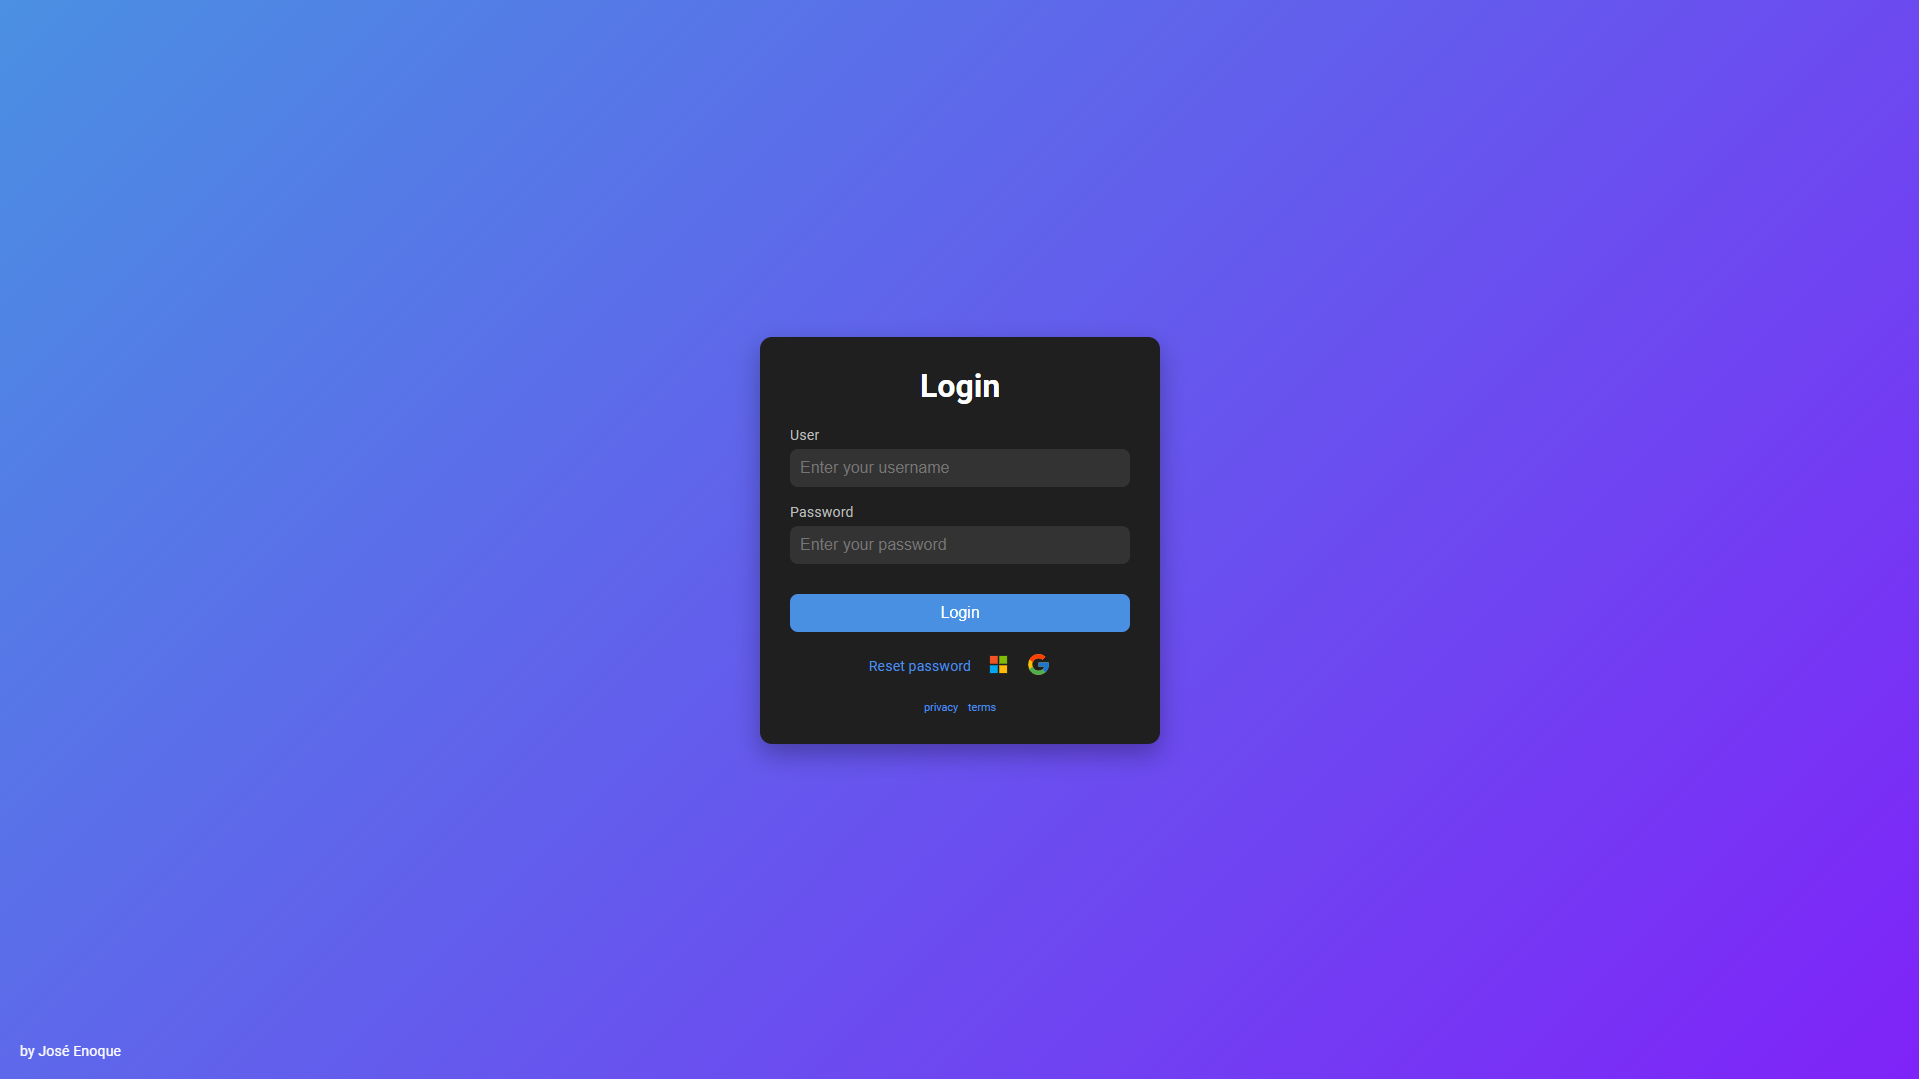 Login
User
Enter your username
Password
Enter your password
Login
Reset password
privacy terms
by José Enoque